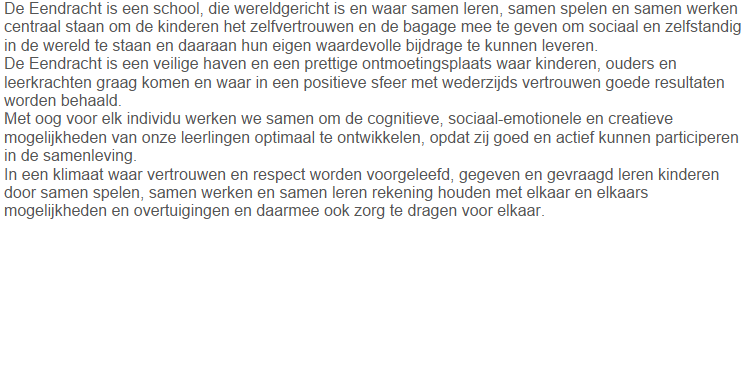 De Eendracht is een school, die wereldgericht is en waar samen leren, samen spelen en samen werken
centraal staan om de kinderen het zelfvertrouwen en de bagage mee te geven om sociaal en zelfstandig
in de wereld te staan en daaraan hun eigen waardevolle bijdrage te kunnen leveren.
De Eendracht is een veilige haven en een prettige ontmoetingsplaats waar kinderen, ouders en
leerkrachten graag komen en waar in een positieve sfeer met wederzijds vertrouwen goede resultaten
worden behaald.
Met oog voor elk individu werken we samen om de cognitieve, sociaal-emotionele en creatieve
mogelijkheden van onze leerlingen optimaal te ontwikkelen, opdat zij goed en actief kunnen participeren
in de samenleving.
In een klimaat waar vertrouwen en respect worden voorgeleefd, gegeven en gevraagd leren kinderen
door samen spelen, samen werken en samen leren rekening houden met elkaar en elkaars
mogelijkheden en overtuigingen en daarmee ook zorg te dragen voor elkaar.